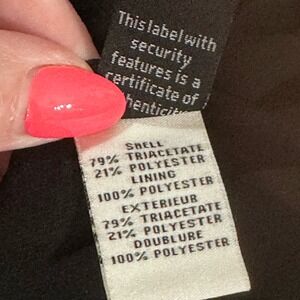 This label with
security
features is a
certificate of
henticity
SHELL
79% TRIACETATE
21% POLYESTER
LINING
100% POLYESTER
EXTERIEUR
79% TRIACETATE
21% POLYESTER
DOUBLURE
100% POLYESTER